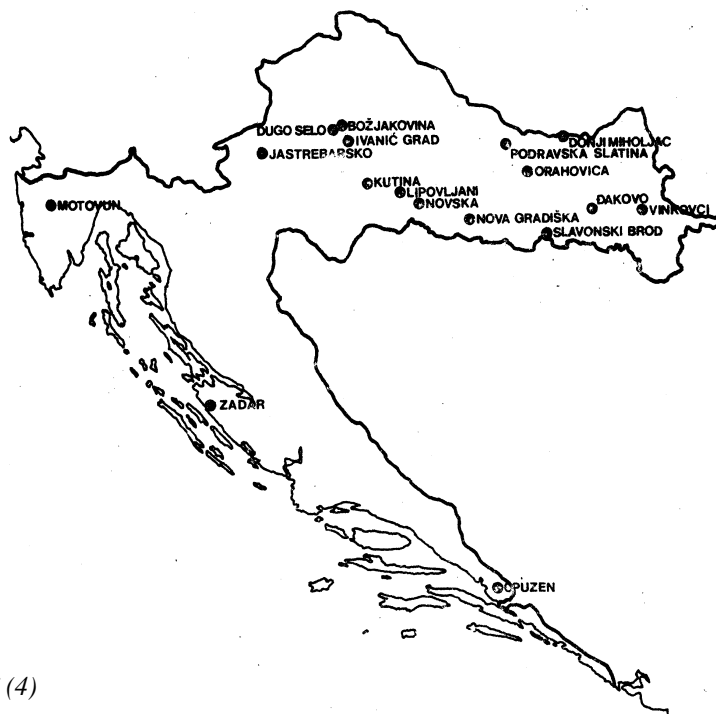 BOŽJAKOVINA
DUGO SELO
IVANIĆ GRAD
JASTREBARSKO
DONJI MIHOLJAC
PODRAVSKA SLATINA
ORAHOVICA
KUTINA
LIPOVLJANI
NOVSKA
MOTOVUN
ĐAKOVO
VINKOVCI
NOVA GRADIŠKA
SLAVONSKI BROD
ZADAR
OPUZEN
(4)